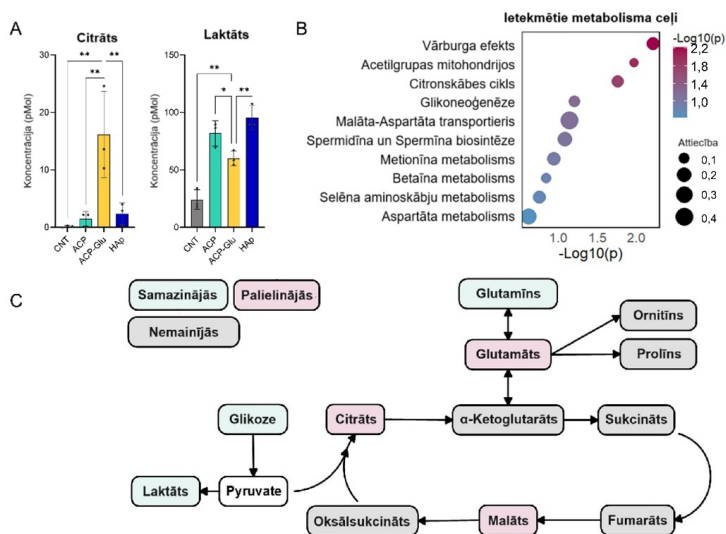 A
Citrāts
Koncentrācija (pMol)
30
20
10
0
**
**
**
CNT
ACP
ACP-Glu
HAp
Laktāts
Koncentrācija (pMol)
150
100
50
0
**
*
**
CNT
ACP
ACP-Glu
HAp
B
Ietekmētie metabolisma ceļi
Vārburga efekts
Acetilgrupas mitohondrijos
Citronskābes cikls
Glikoneoģenēze
Malāta-Aspartāta transportieris
Spermidīna un Spermīna biosintēze
Metionīna metabolisms
Betaīna metabolisms
Selēna aminoskābju metabolisms
Aspartāta metabolisms
1.0
1.5
2.0
-Log10(p)
-Log10(p)
2,2
1,8
1,4
1,0
Attiecība
0,1
0,2
0,3
0,4
C
Samazinājās
Palielinājās
Nemainījās
Glutamīns
Glutamāts
Ornitīns
Prolīns
Glikoze
Citrāts
α-Ketoglutarāts
Sukcināts
Laktāts
Pyruvate
Oksālsukcināts
Malāts
Fumarāts